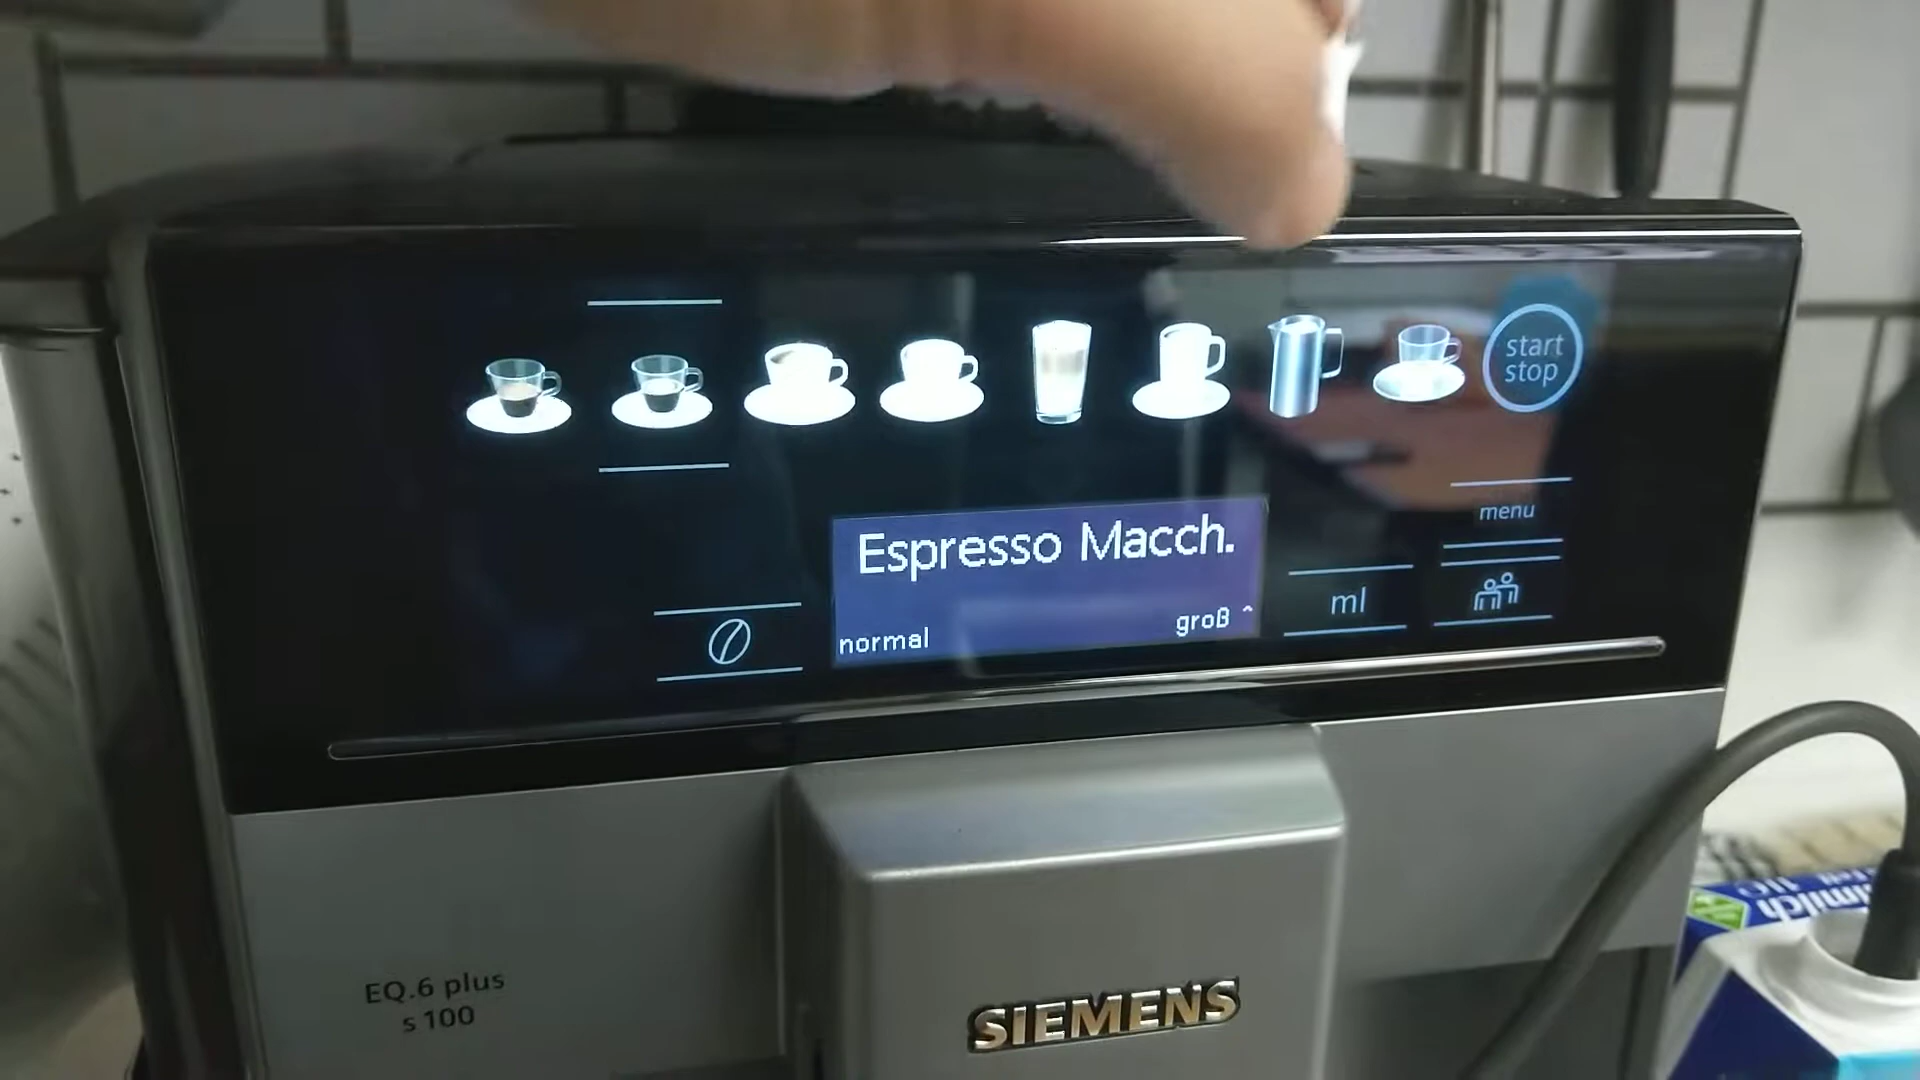 start
stop
menu
Espresso Macch.
normal
groß ^
ml
EQ.6 plus
s 100
SIEMENS